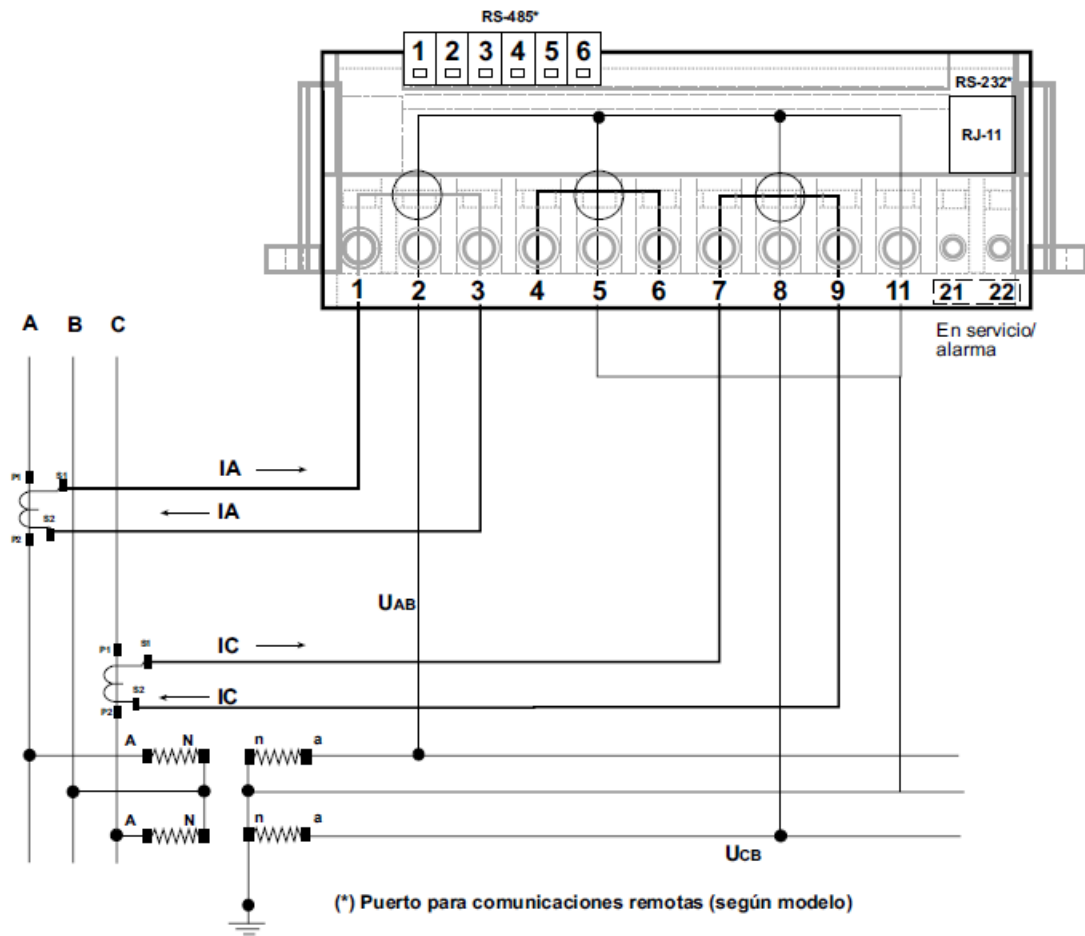 RS-485*
1 2 3 4 5 6
RS-232*
RJ-11
1 2 3 4 5 6 7 8 9 11 21 22
A B C
En servicio/
alarma
IA
P1 S1
IA
S2
P2
UAB
IC
P1 S1
IC
S2
P2
A N n a
A N n a
UCB
(*) Puerto para comunicaciones remotas (según modelo)